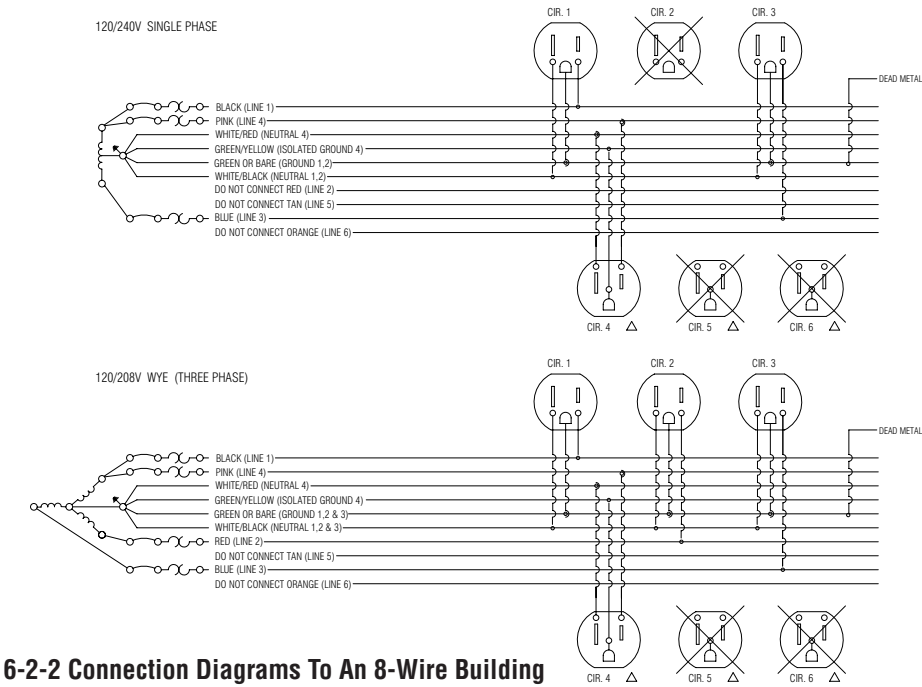 CIR. 1 CIR. 2 CIR. 3
120/240V SINGLE PHASE
DEAD METAL
BLACK (LINE 1)
PINK (LINE 4)
WHITE/RED (NEUTRAL 4)
GREEN/YELLOW (ISOLATED GROUND 4)
GREEN OR BARE (GROUND 1,2)
WHITE/BLACK (NEUTRAL 1,2)
DO NOT CONNECT RED (LINE 2)
DO NOT CONNECT TAN (LINE 5)
BLUE (LINE 3)
DO NOT CONNECT ORANGE (LINE 6)
CIR. 4 △ CIR. 5 △ CIR. 6 △
CIR. 1 CIR. 2 CIR. 3
120/208V WYE (THREE PHASE)
DEAD METAL
BLACK (LINE 1)
PINK (LINE 4)
WHITE/RED (NEUTRAL 4)
GREEN/YELLOW (ISOLATED GROUND 4)
GREEN OR BARE (GROUND 1,2 & 3)
WHITE/BLACK (NEUTRAL 1,2 & 3)
RED (LINE 2)
DO NOT CONNECT TAN (LINE 5)
BLUE (LINE 3)
DO NOT CONNECT ORANGE (LINE 6)
6-2-2 Connection Diagrams To An 8-Wire Building
CIR. 4 △ CIR. 5 △ CIR. 6 △